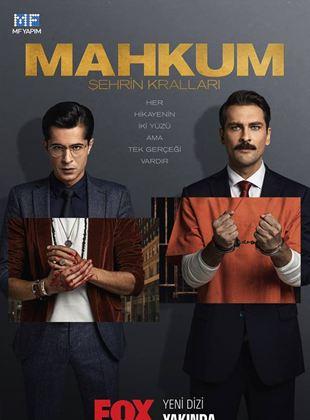 MF
MF YAPIM
MAHKUM
ŞEHRİN KRALLARI
HER
HİKAYENİN
İKİ YÜZÜ
AMA
TEK GERÇEĞİ
VARDIR
FOX
YENİ DİZİ
YAKINDA